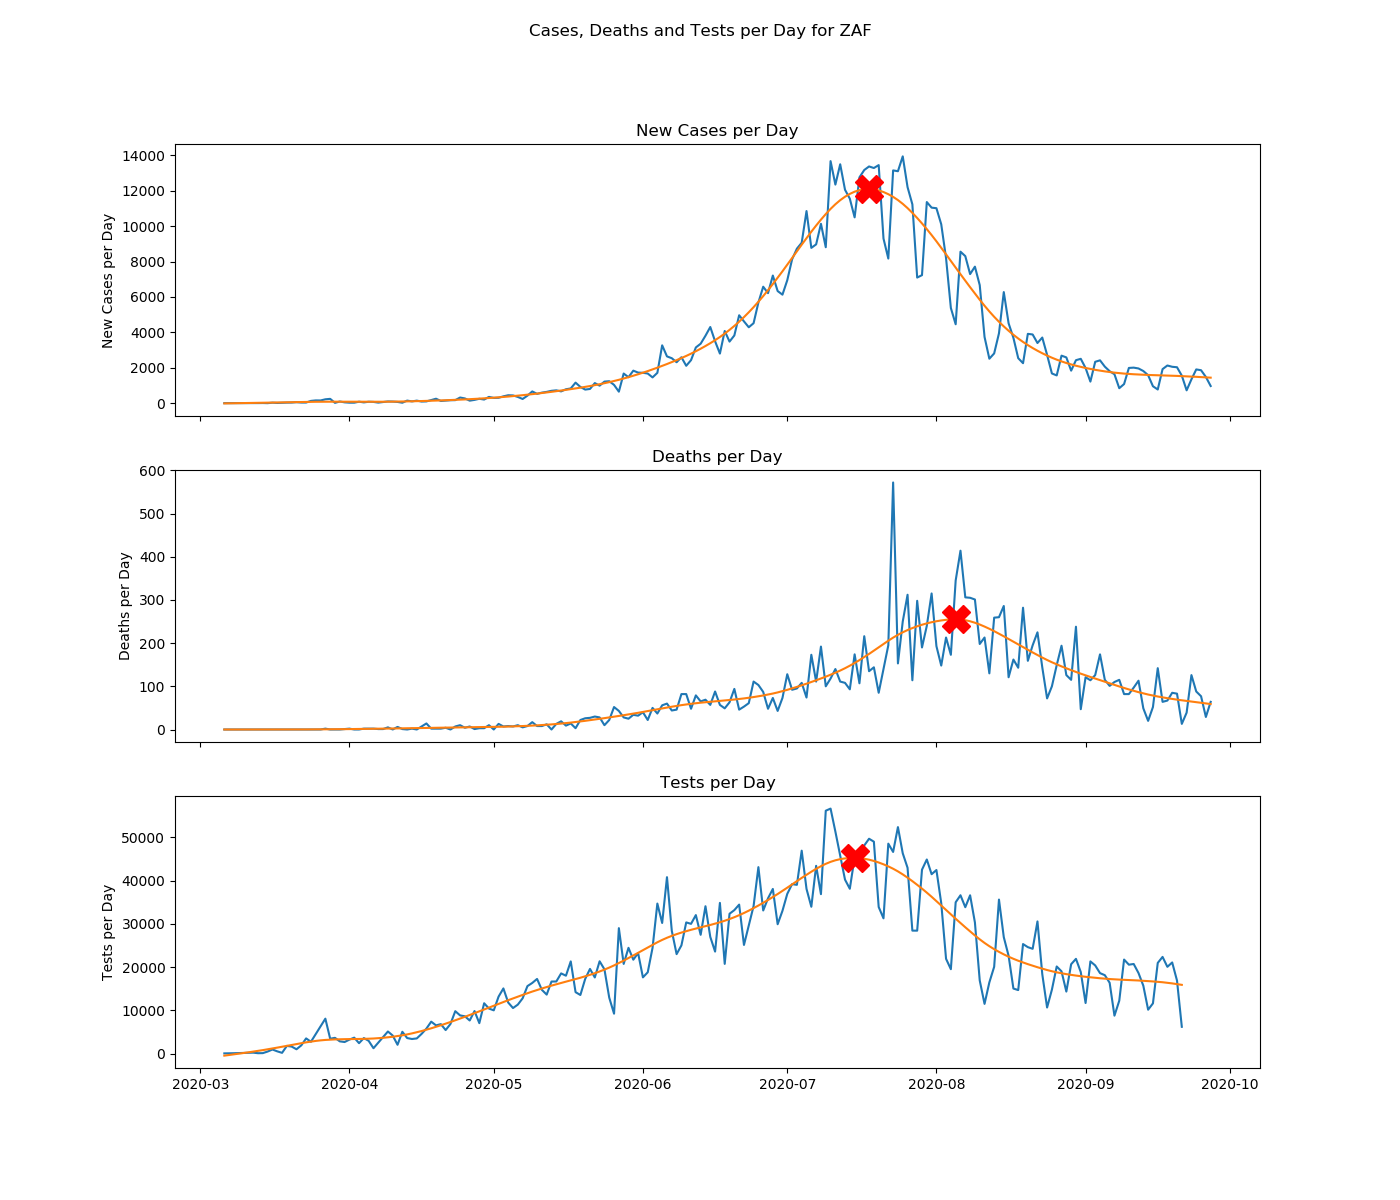 Cases, Deaths and Tests per Day for ZAF
New Cases per Day
New Cases per Day
14000
12000
10000
8000
6000
4000
2000
0
Deaths per Day
Deaths per Day
600
500
400
300
200
100
0
Tests per Day
Tests per Day
50000
40000
30000
20000
10000
0
2020-03 2020-04 2020-05 2020-06 2020-07 2020-08 2020-09 2020-10